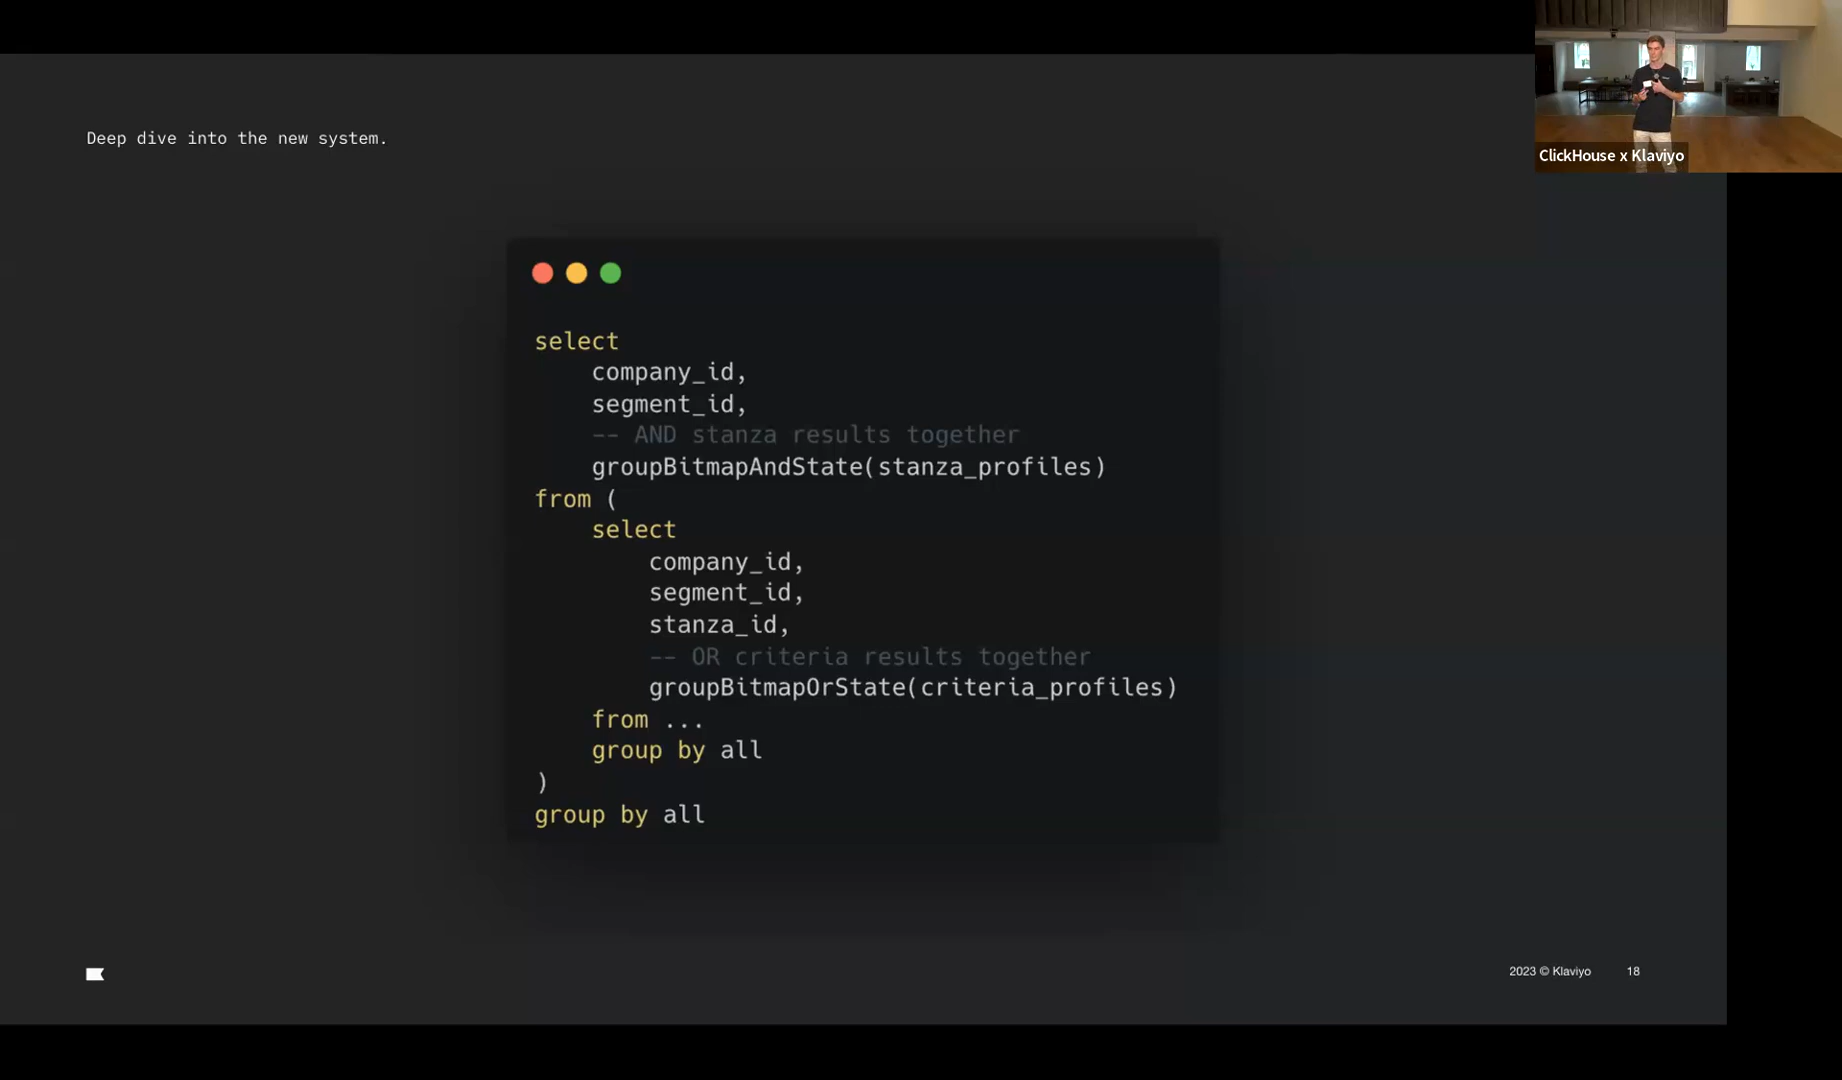 Deep dive into the new system.
ClickHouse x Klaviyo
select
    company_id,
    segment_id,
    -- AND stanza results together
    groupBitmapAndState(stanza_profiles)
from (
    select
        company_id,
        segment_id,
        stanza_id,
        -- OR criteria results together
        groupBitmapOrState(criteria_profiles)
    from ...
    group by all
)
group by all
2023 © Klaviyo 18